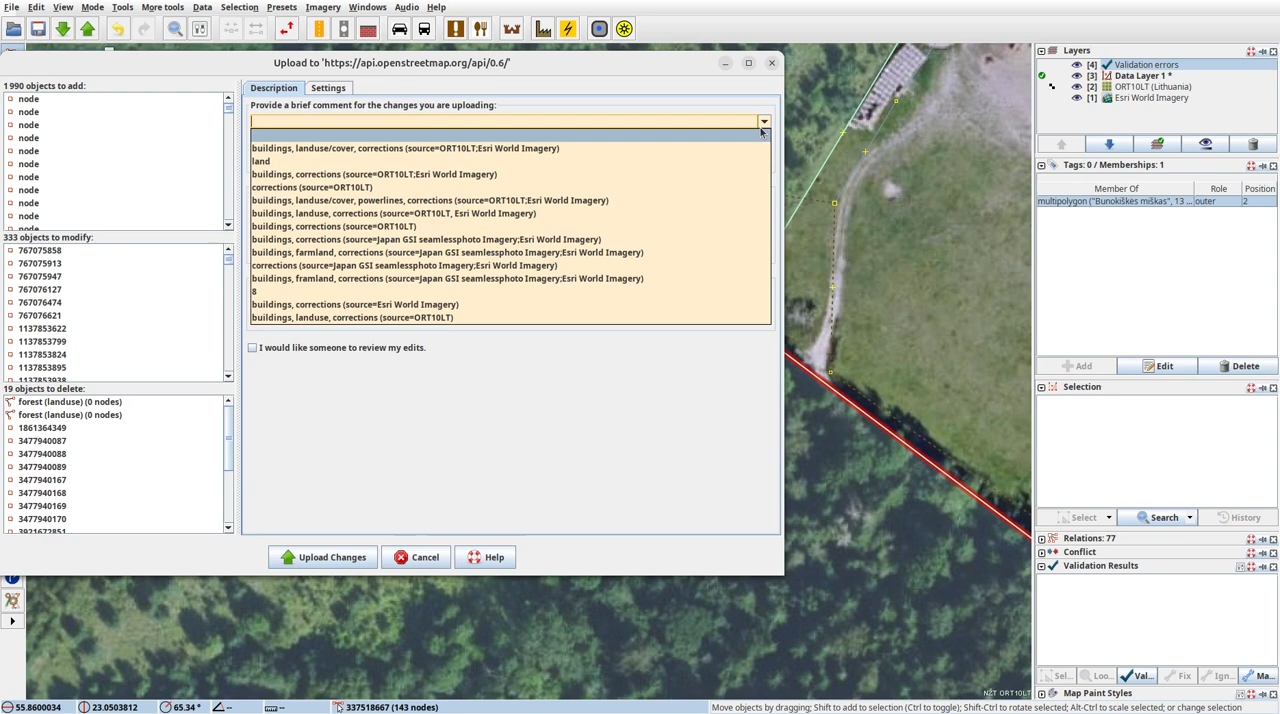 File Edit View Mode Tools More tools Data Selection Presets Imagery Windows Audio Help
Upload to 'https://api.openstreetmap.org/api/0.6/'
1 990 objects to add:
node
node
node
node
node
node
node
node
node
node
333 objects to modify:
767075858
767075913
767075947
767076127
767076474
767076621
1137853622
1137853799
1137853824
1137853895
1137853938
19 objects to delete:
forest (landuse) (0 nodes)
forest (landuse) (0 nodes)
1861364349
3477940087
3477940088
3477940089
3477940167
3477940168
3477940169
3477940170
3921672851
Description Settings
Provide a brief comment for the changes you are uploading:
buildings, landuse/cover, corrections (source=ORT10LT;Esri World Imagery)
land
buildings, corrections (source=ORT10LT;Esri World Imagery)
corrections (source=ORT10LT)
buildings, landuse/cover, powerlines, corrections (source=ORT10LT;Esri World Imagery)
buildings, landuse, corrections (source=ORT10LT, Esri World Imagery)
buildings, corrections (source=ORT10LT)
buildings, corrections (source=Japan GSI seamlessphoto Imagery;Esri World Imagery)
buildings, farmland, corrections (source=Japan GSI seamlessphoto Imagery;Esri World Imagery)
corrections (source=Japan GSI seamlessphoto Imagery;Esri World Imagery)
buildings, framland, corrections (source=Japan GSI seamlessphoto Imagery;Esri World Imagery)
8
buildings, corrections (source=Esri World Imagery)
buildings, landuse, corrections (source=ORT10LT)
I would like someone to review my edits.
Upload Changes Cancel Help
Layers
[4] Validation errors
[3] Data Layer 1 *
[2] ORT10LT (Lithuania)
[1] Esri World Imagery
Tags: 0 / Memberships: 1
Member Of Role Position
multipolygon ("Bunokiškės miškas", 13 ... outer 2
Add Edit Delete
Selection
Select Search History
Relations: 77
Conflict
Validation Results
Sel... Loo... Val... Fix Ign... Ma...
Map Paint Styles
NŽT ORT10LT
55.8600034 23.0503812 65.34 ° -- -- 337518667 (143 nodes) Move objects by dragging; Shift to add to selection (Ctrl to toggle); Shift-Ctrl to rotate selected; Alt-Ctrl to scale selected; or change selection